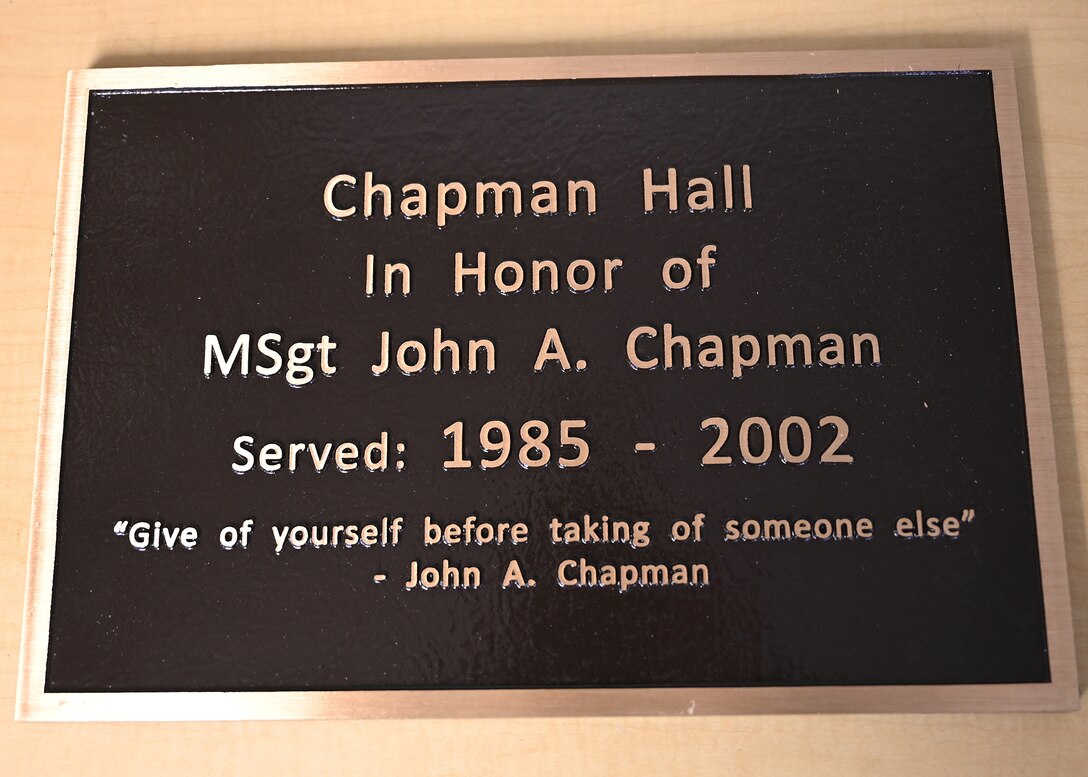 Chapman Hall
In Honor of
MSgt John A. Chapman
Served: 1985 - 2002
“Give of yourself before taking of someone else”
- John A. Chapman